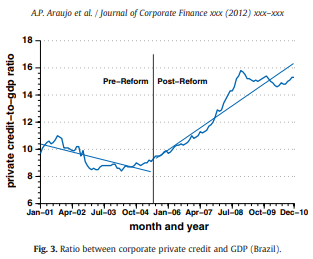 A.P. Araujo et al. / Journal of Corporate Finance xxx (2012) xxx–xxx
18
16
14
12
10
8
6
private credit–to–gdp ratio
Pre–Reform
Post–Reform
Jan–01 Apr–02 Jul–03 Oct–04 Jan–06 Apr–07 Jul–08 Oct–09 Dec–10
month and year
Fig. 3. Ratio between corporate private credit and GDP (Brazil).